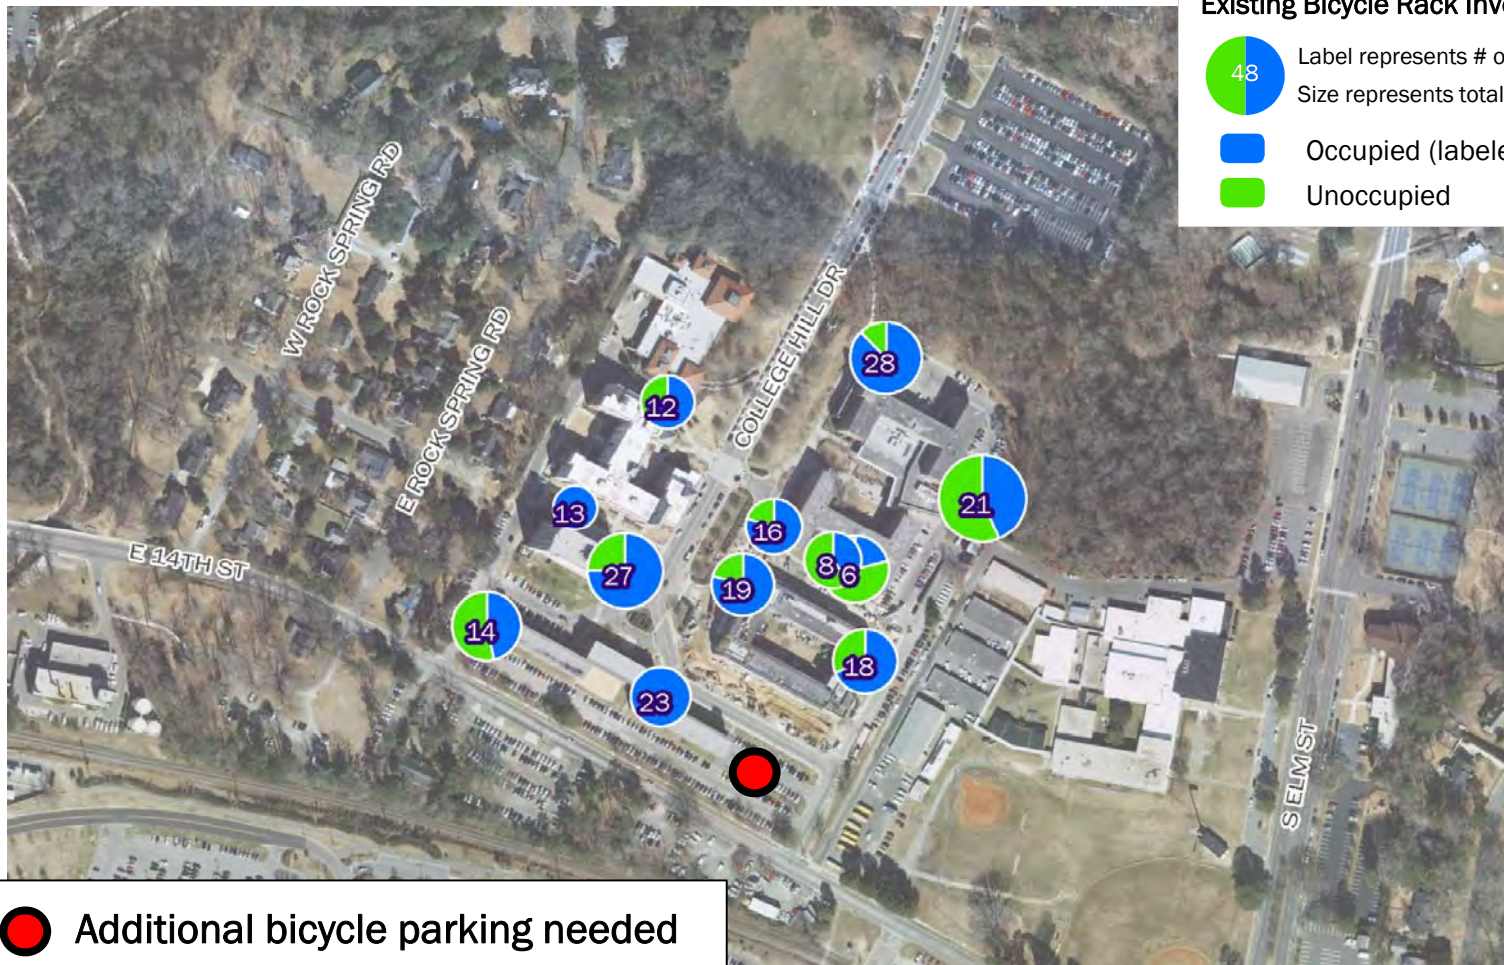 Existing Bicycle Rack Inve
48
Label represents # o
Size represents total
Occupied (labele
Unoccupied
W ROCK SPRING RD
E ROCK SPRING RD
COLLEGE HILL DR
E 14TH ST
S ELM ST
28
12
21
13
16
8
6
27
19
14
18
23
Additional bicycle parking needed